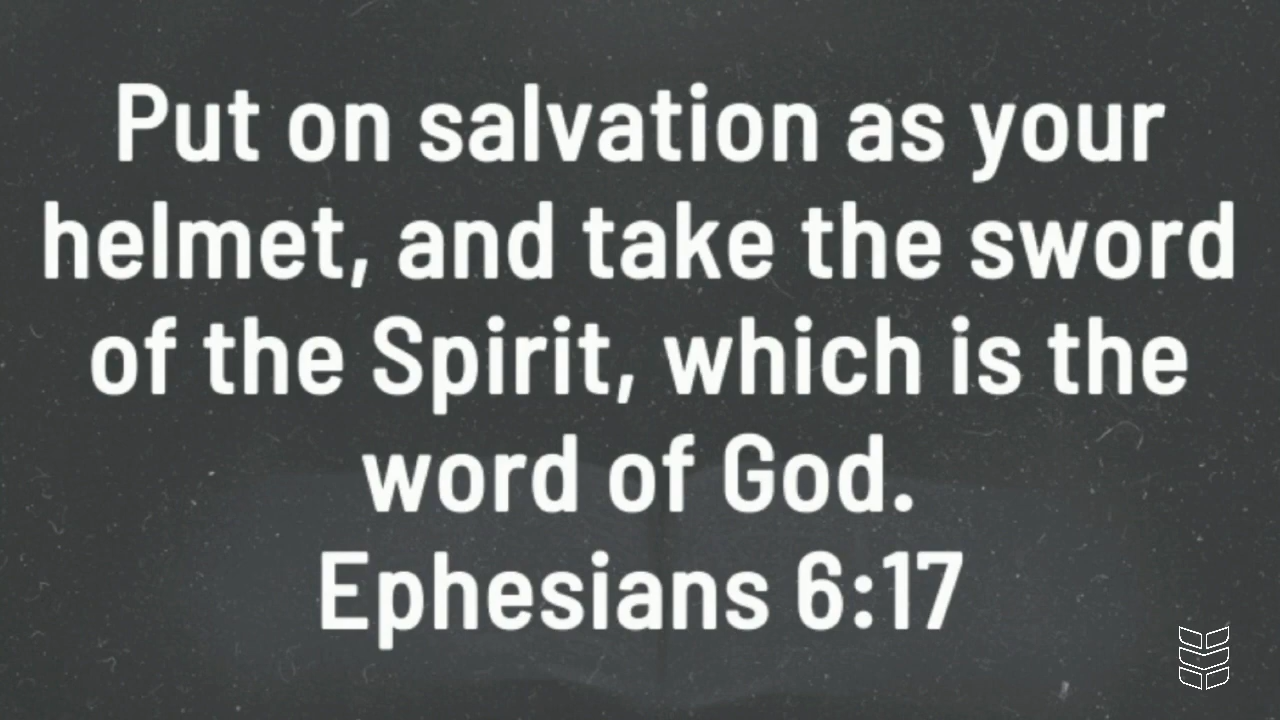 Put on salvation as your
helmet, and take the sword
of the Spirit, which is the
word of God.
Ephesians 6:17